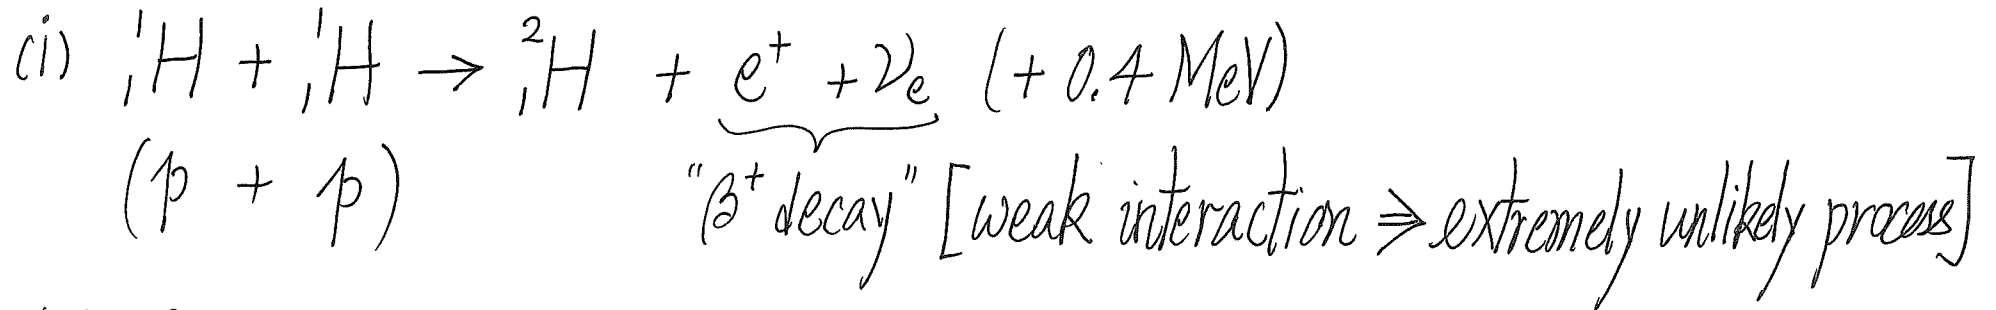 (i) ¹₁H + ¹₁H → ²₁H + e⁺ + νₑ (+ 0.4 MeV)
(p + p) "β⁺ decay" [weak interaction ⇒ extremely unlikely process]